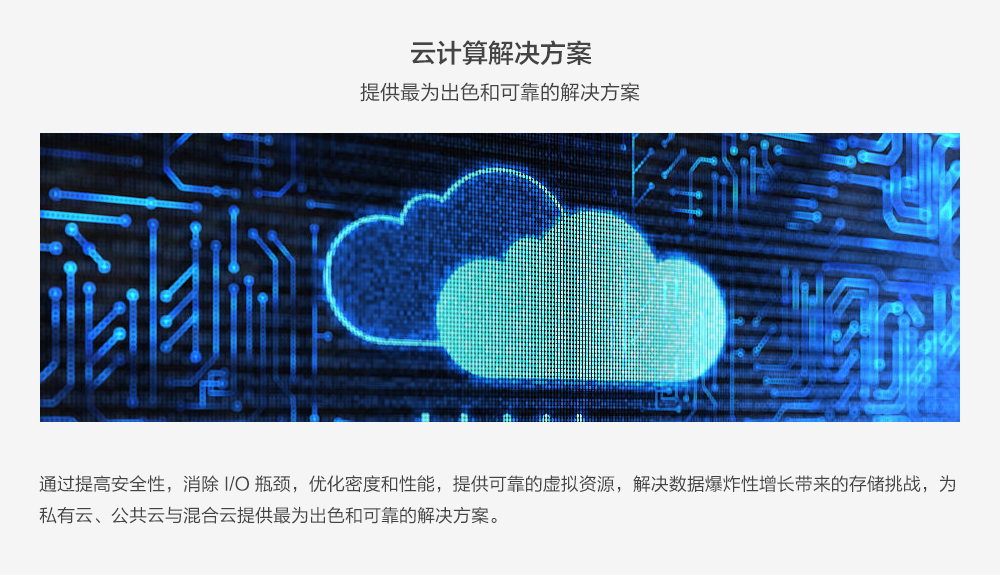 云计算解决方案
提供最为出色和可靠的解决方案
通过提高安全性，消除 I/O 瓶颈，优化密度和性能，提供可靠的虚拟资源，解决数据爆炸性增长带来的存储挑战，为
私有云、公共云与混合云提供最为出色和可靠的解决方案。